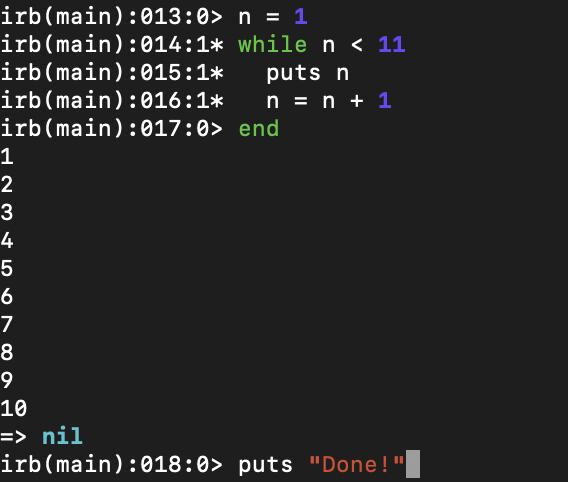 irb(main):013:0> n = 1
irb(main):014:1* while n < 11
irb(main):015:1*   puts n
irb(main):016:1*   n = n + 1
irb(main):017:0> end
1
2
3
4
5
6
7
8
9
10
=> nil
irb(main):018:0> puts "Done!"